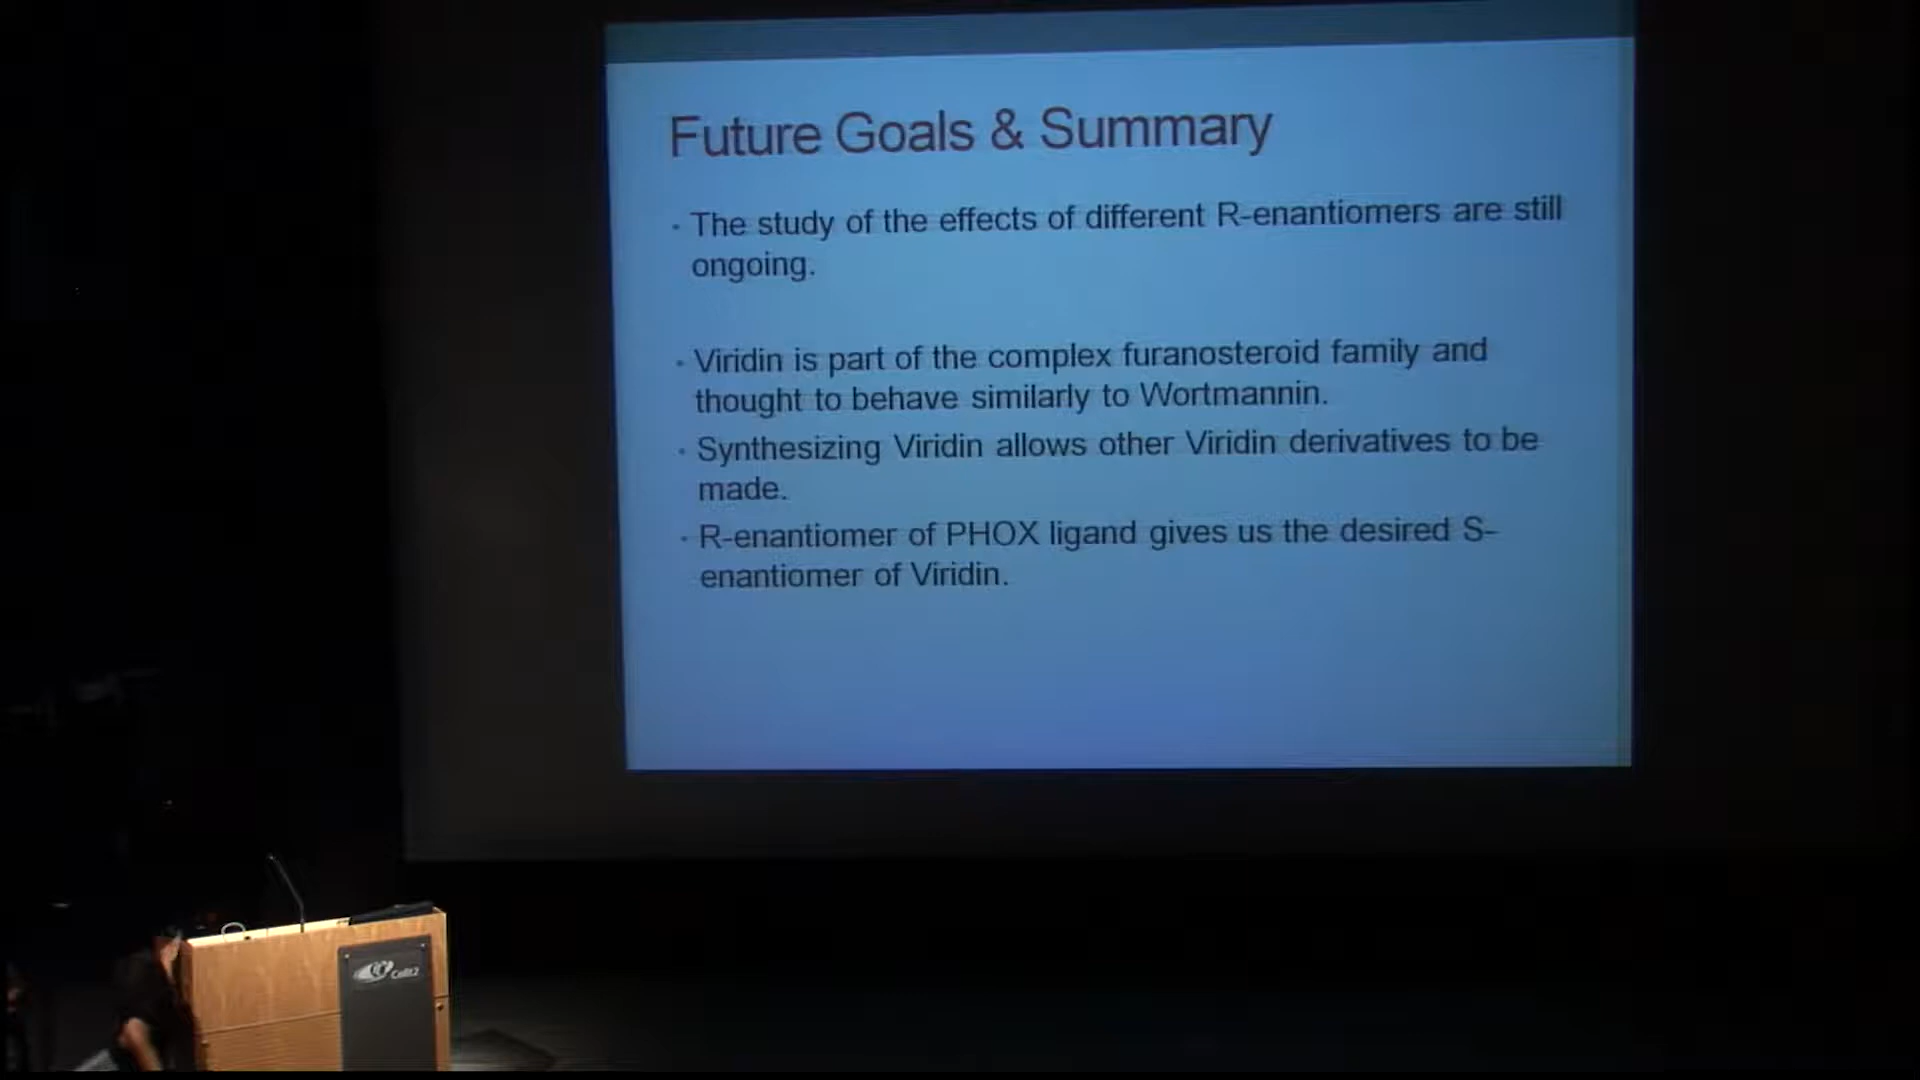 Future Goals & Summary
· The study of the effects of different R-enantiomers are still
ongoing.
· Viridin is part of the complex furanosteroid family and
thought to behave similarly to Wortmannin.
· Synthesizing Viridin allows other Viridin derivatives to be
made.
· R-enantiomer of PHOX ligand gives us the desired S-
enantiomer of Viridin.
Calit2